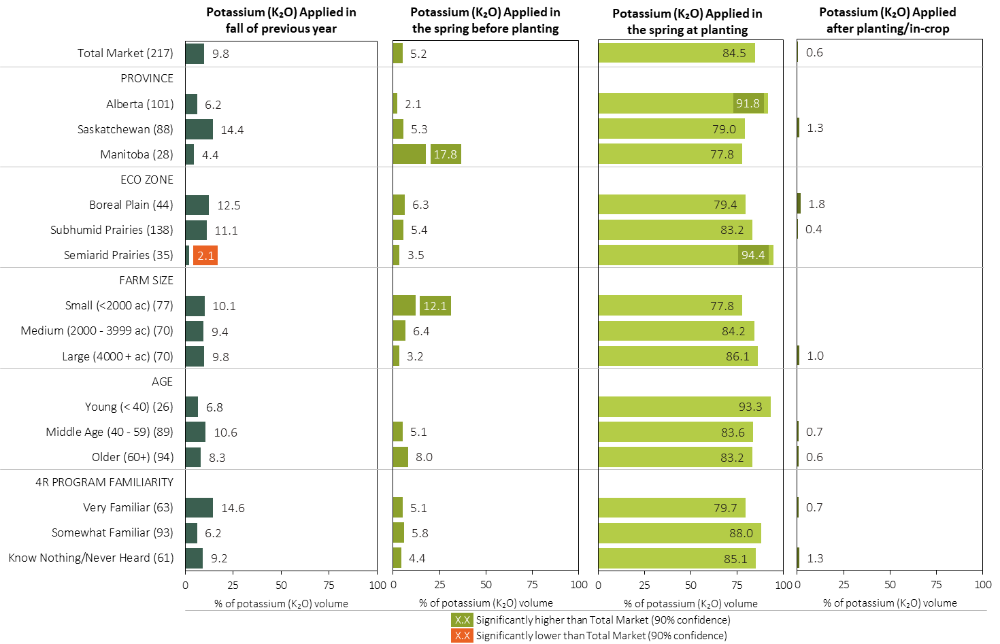 Potassium (K₂O) Applied in
fall of previous year
Potassium (K₂O) Applied in
the spring before planting
Potassium (K₂O) Applied in
the spring at planting
Potassium (K₂O) Applied
after planting/in-crop
Total Market (217) 9.8 5.2 84.5 0.6
PROVINCE
Alberta (101) 6.2 2.1 91.8
Saskatchewan (88) 14.4 5.3 79.0 1.3
Manitoba (28) 4.4 17.8 77.8
ECO ZONE
Boreal Plain (44) 12.5 6.3 79.4 1.8
Subhumid Prairies (138) 11.1 5.4 83.2 0.4
Semiarid Prairies (35) 2.1 3.5 94.4
FARM SIZE
Small (<2000 ac) (77) 10.1 12.1 77.8
Medium (2000 - 3999 ac) (70) 9.4 6.4 84.2
Large (4000 + ac) (70) 9.8 3.2 86.1 1.0
AGE
Young (< 40) (26) 6.8 93.3
Middle Age (40 - 59) (89) 10.6 5.1 83.6 0.7
Older (60+) (94) 8.3 8.0 83.2 0.6
4R PROGRAM FAMILIARITY
Very Familiar (63) 14.6 5.1 79.7 0.7
Somewhat Familiar (93) 6.2 5.8 88.0
Know Nothing/Never Heard (61) 9.2 4.4 85.1 1.3
0 25 50 75 100 0 25 50 75 100 0 25 50 75 100 0 25 50 75 100
% of potassium (K₂O) volume % of potassium (K₂O) volume % of potassium (K₂O) volume % of potassium (K₂O) volume
X.X Significantly higher than Total Market (90% confidence)
X.X Significantly lower than Total Market (90% confidence)